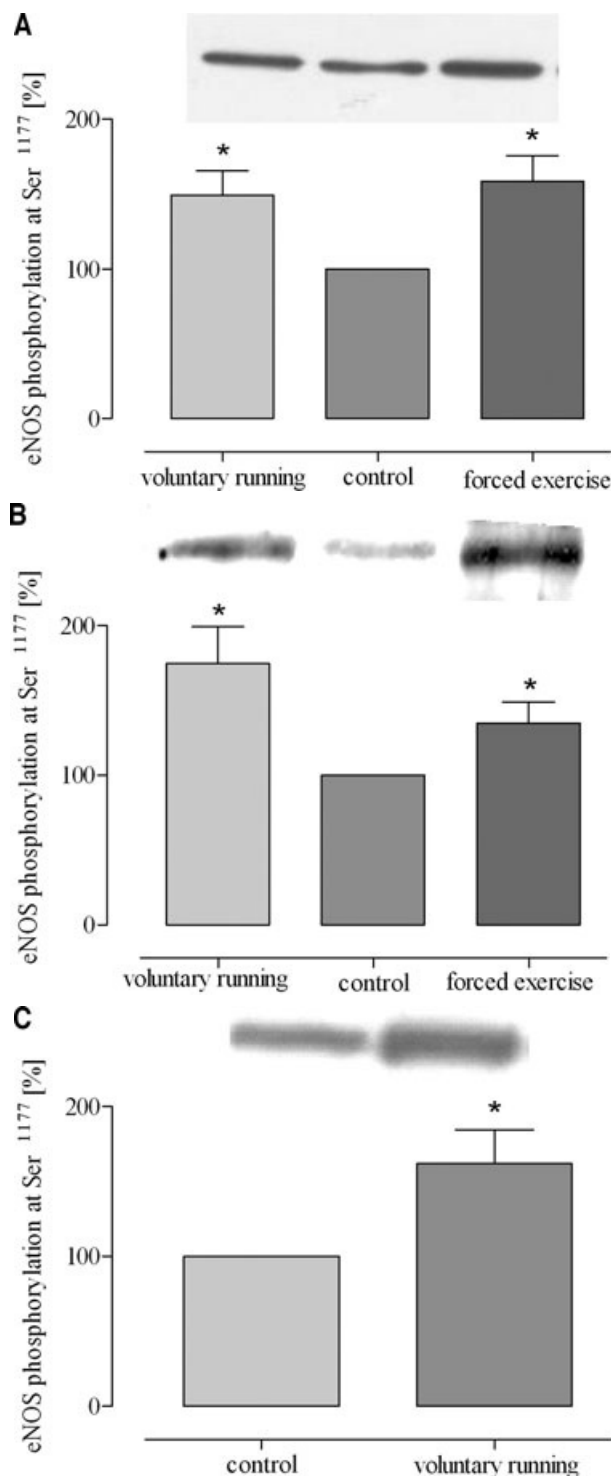 A
eNOS phosphorylation at Ser 1177 [%]
200
100
0
* *
voluntary running control forced exercise
B
eNOS phosphorylation at Ser 1177 [%]
200
100
0
* *
voluntary running control forced exercise
C
eNOS phosphorylation at Ser 1177 [%]
200
100
0
*
control voluntary running